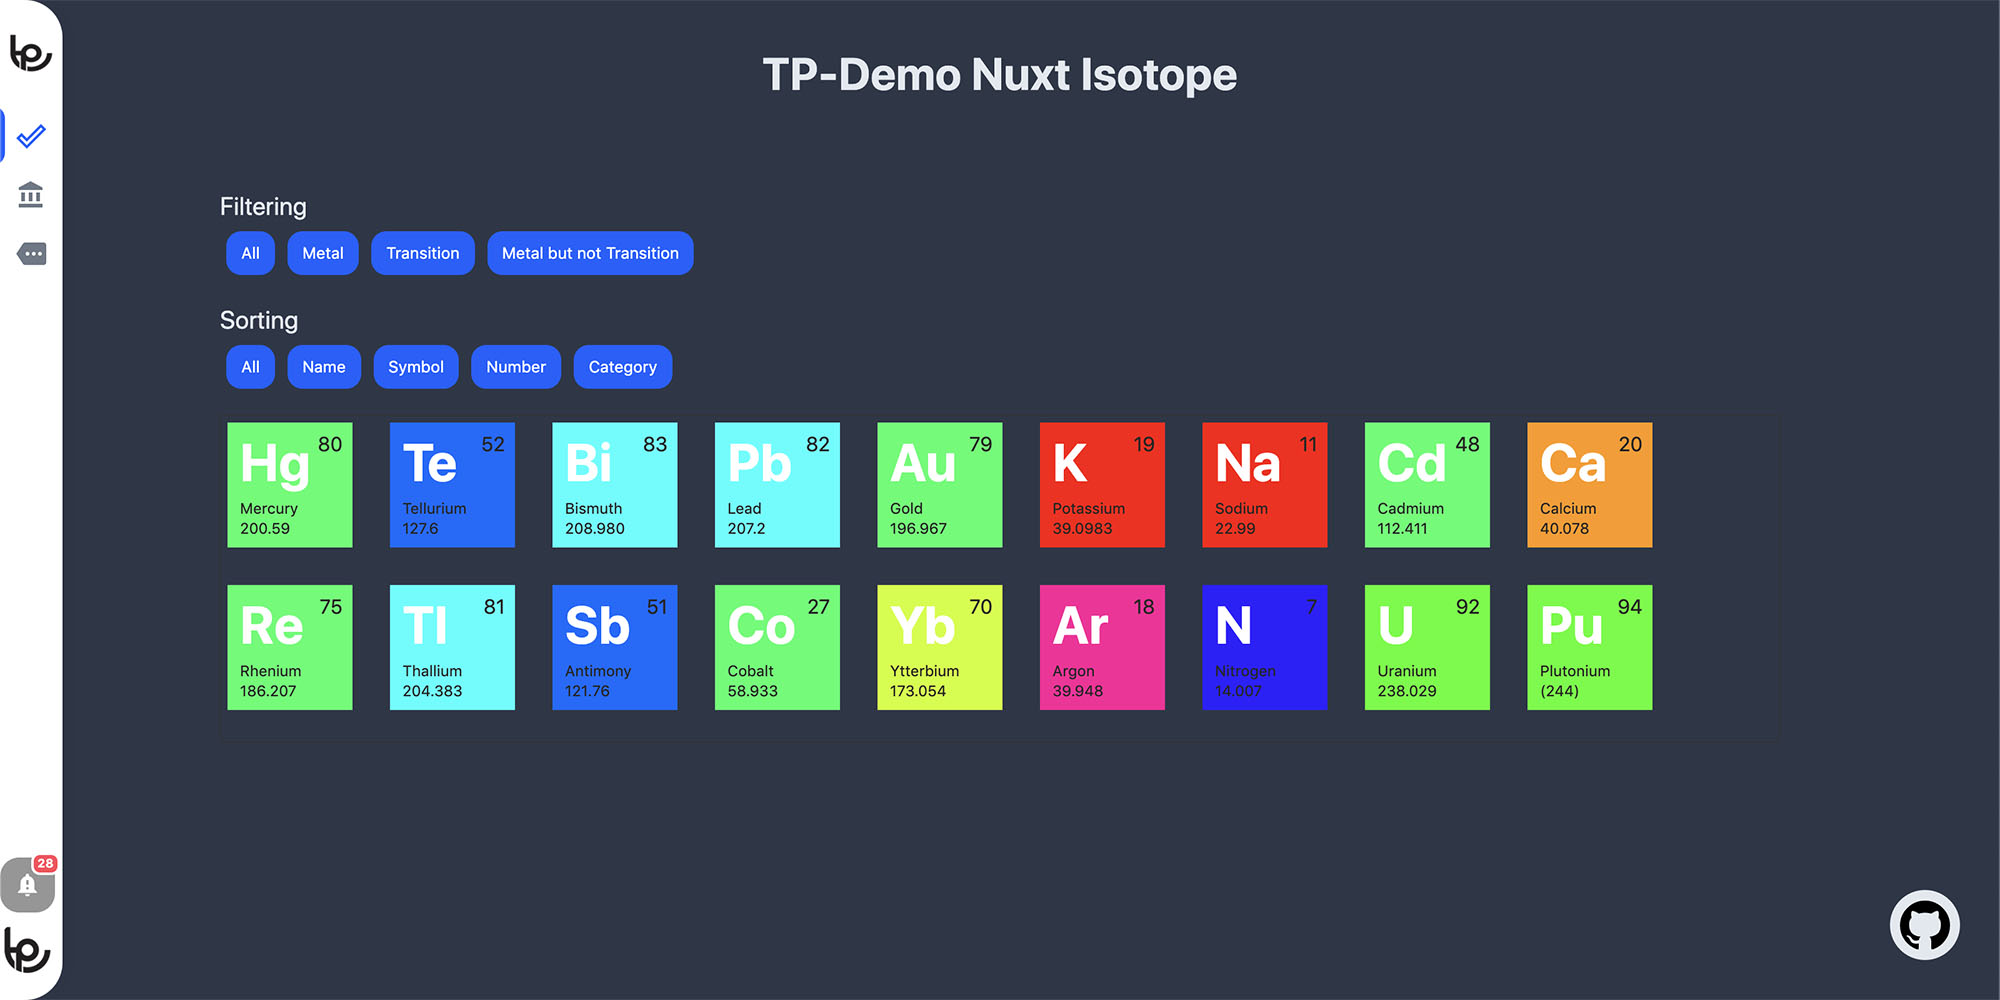 TP-Demo Nuxt Isotope
Filtering
All Metal Transition Metal but not Transition
Sorting
All Name Symbol Number Category
Hg 80
Mercury
200.59
Te 52
Tellurium
127.6
Bi 83
Bismuth
208.980
Pb 82
Lead
207.2
Au 79
Gold
196.967
K 19
Potassium
39.0983
Na 11
Sodium
22.99
Cd 48
Cadmium
112.411
Ca 20
Calcium
40.078
Re 75
Rhenium
186.207
Tl 81
Thallium
204.383
Sb 51
Antimony
121.76
Co 27
Cobalt
58.933
Yb 70
Ytterbium
173.054
Ar 18
Argon
39.948
N 7
Nitrogen
14.007
U 92
Uranium
238.029
Pu 94
Plutonium
(244)
28